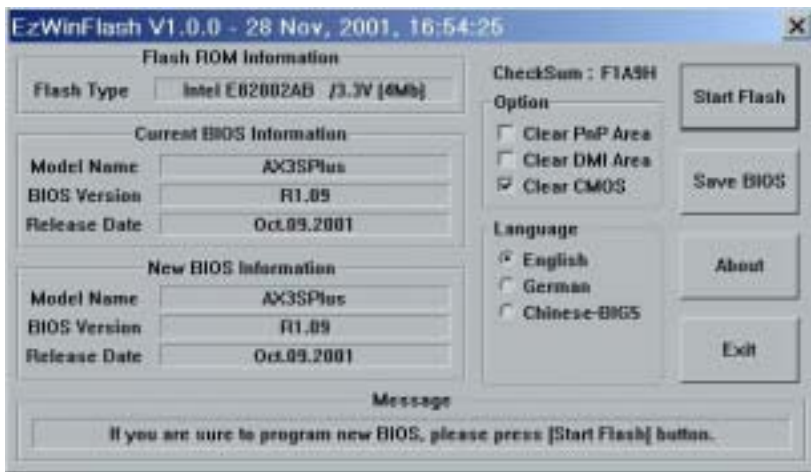 EzWinFlash V1.0.0 - 28 Nov, 2001, 16:54:25
Flash ROM Information
Flash Type Intel E82802AB /3.3V [4Mb]
Current BIOS Information
Model Name AX3SPlus
BIOS Version R1.09
Release Date Oct.09.2001
New BIOS Information
Model Name AX3SPlus
BIOS Version R1.09
Release Date Oct.09.2001
CheckSum : F1A9H
Option
Clear PnP Area
Clear DMI Area
Clear CMOS
Language
English
German
Chinese-BIG5
Start Flash
Save BIOS
About
Exit
Message
If you are sure to program new BIOS, please press [Start Flash] button.